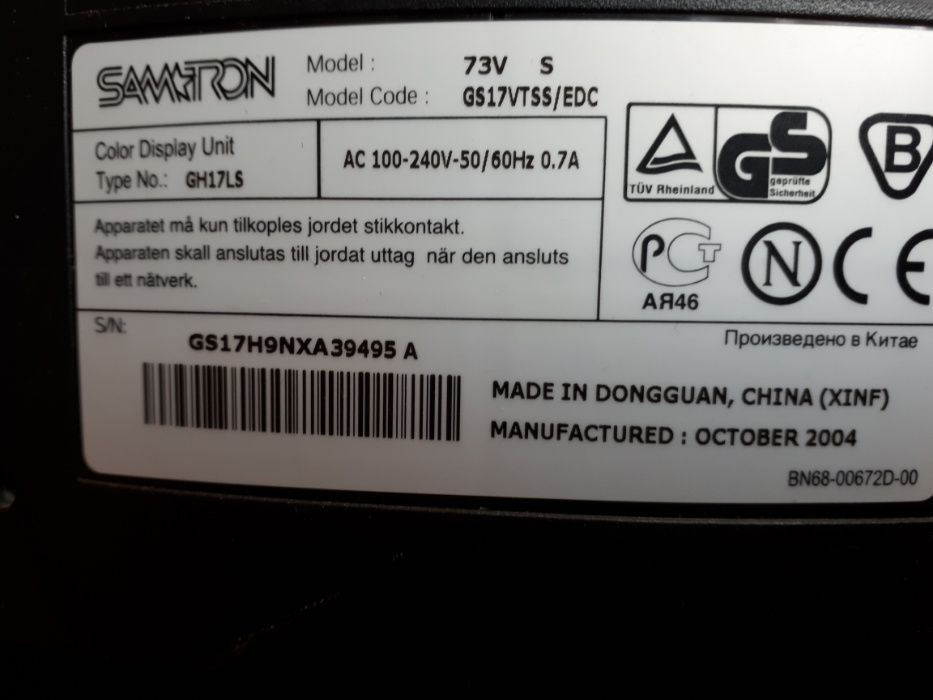 SAMTRON
Model : 73V S
Model Code : GS17VTSS/EDC
Color Display Unit
Type No.: GH17LS
AC 100-240V-50/60Hz 0.7A
TÜV Rheinland
GS
geprüfte
Sicherheit
B
Apparatet må kun tilkoples jordet stikkontakt.
Apparaten skall anslutas till jordat uttag när den ansluts
till ett nätverk.
РСТ
АЯ46
N
CE
S/N:
GS17H9NXA39495 A
Произведено в Китае
MADE IN DONGGUAN, CHINA (XINF)
MANUFACTURED : OCTOBER 2004
BN68-00672D-00